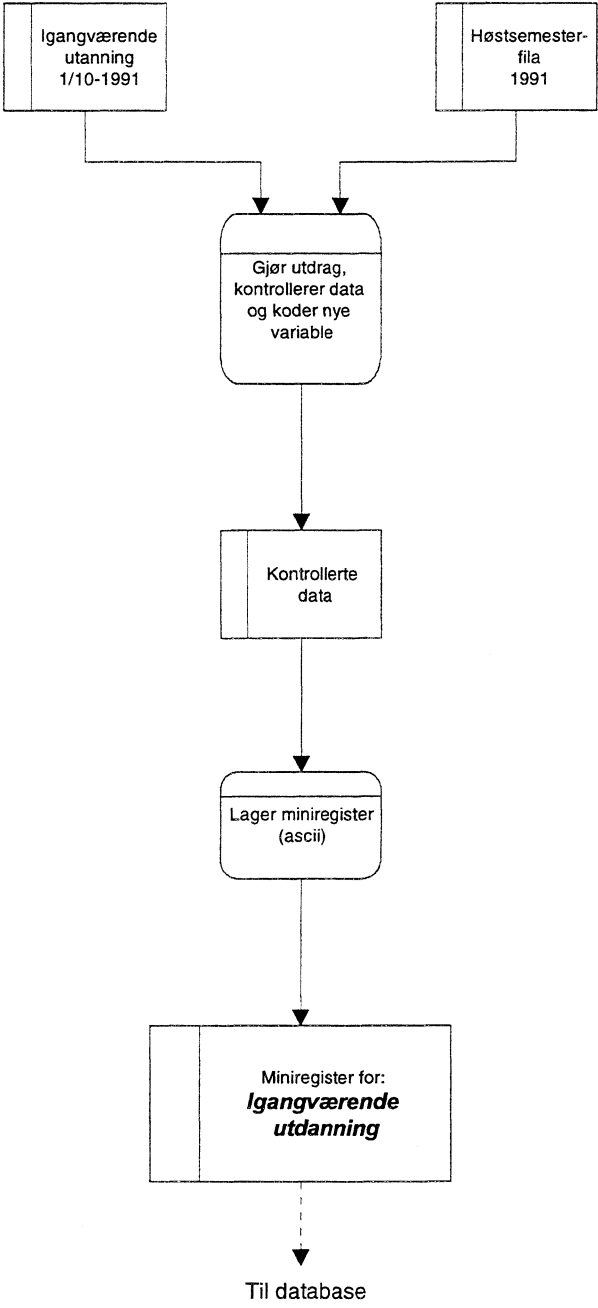 Igangværende
utanning
1/10-1991
Høstsemester-
fila
1991
Gjør utdrag,
kontrollerer data
og koder nye
variable
Kontrollerte
data
Lager miniregister
(ascii)
Miniregister for:
Igangværende
utdanning
Til database